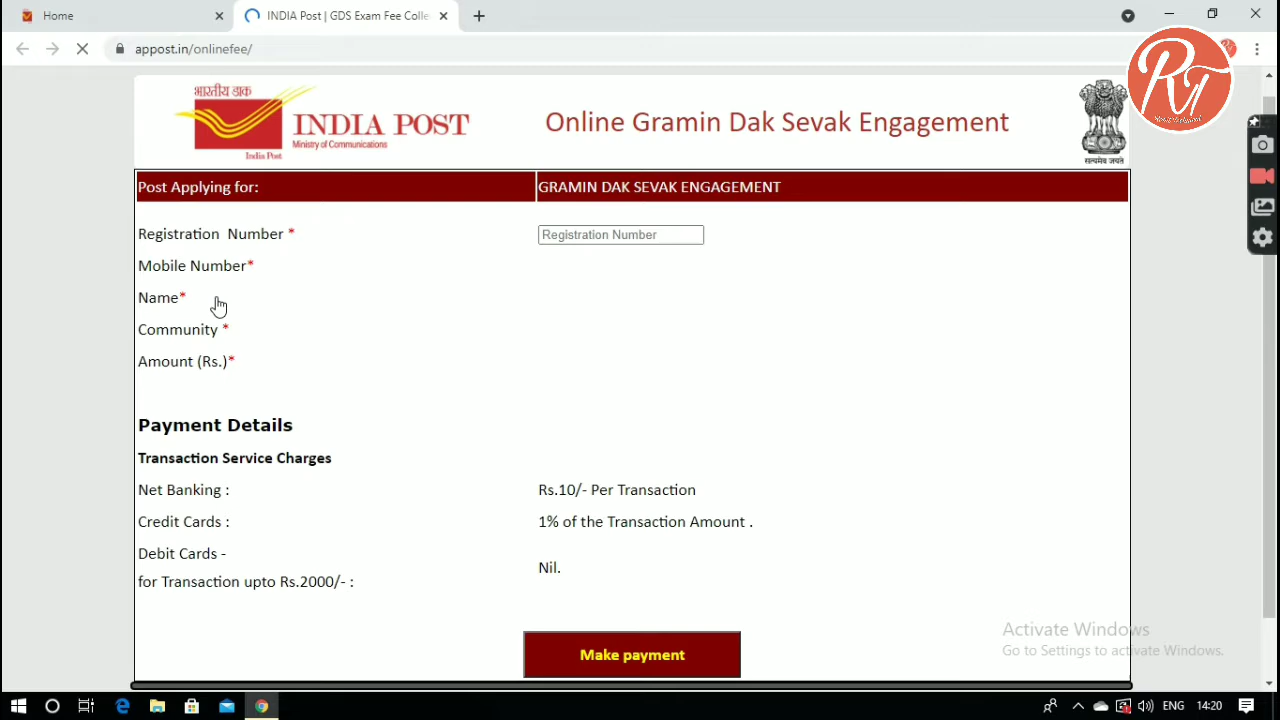 Home
INDIA Post | GDS Exam Fee Colle
appost.in/onlinefee/
RT
भारतीय डाक
INDIA POST
Ministry of Communications
India Post
Online Gramin Dak Sevak Engagement
सत्यमेव जयते
Post Applying for: GRAMIN DAK SEVAK ENGAGEMENT
Registration Number * Registration Number
Mobile Number*
Name*
Community *
Amount (Rs.)*
Payment Details
Transaction Service Charges
Net Banking : Rs.10/- Per Transaction
Credit Cards : 1% of the Transaction Amount .
Debit Cards -
for Transaction upto Rs.2000/- : Nil.
Make payment
Activate Windows
Go to Settings to activate Windows.
ENG 14:20